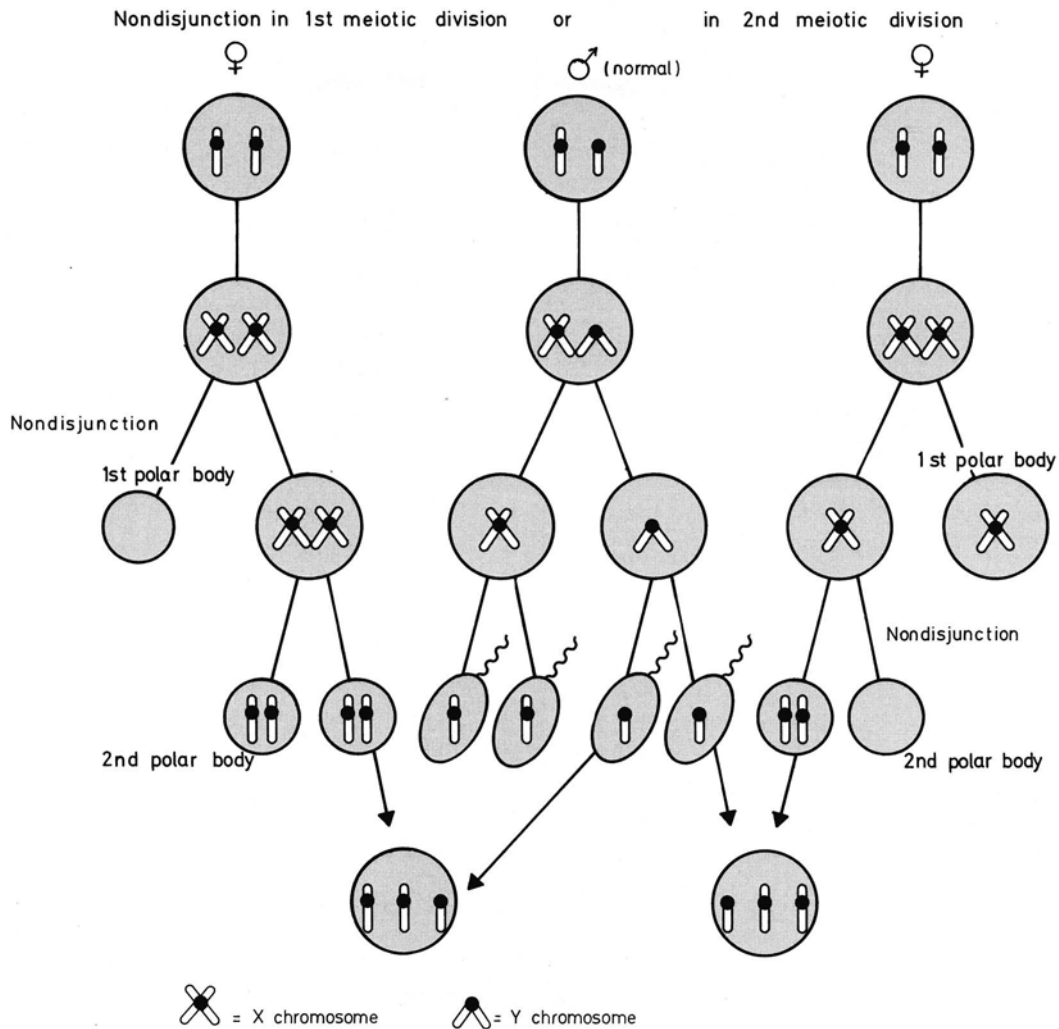 Nondisjunction in 1st meiotic division or in 2nd meiotic division
♀ ♂ (normal) ♀
Nondisjunction
1st polar body
1st polar body
Nondisjunction
2nd polar body
2nd polar body
= X chromosome = Y chromosome